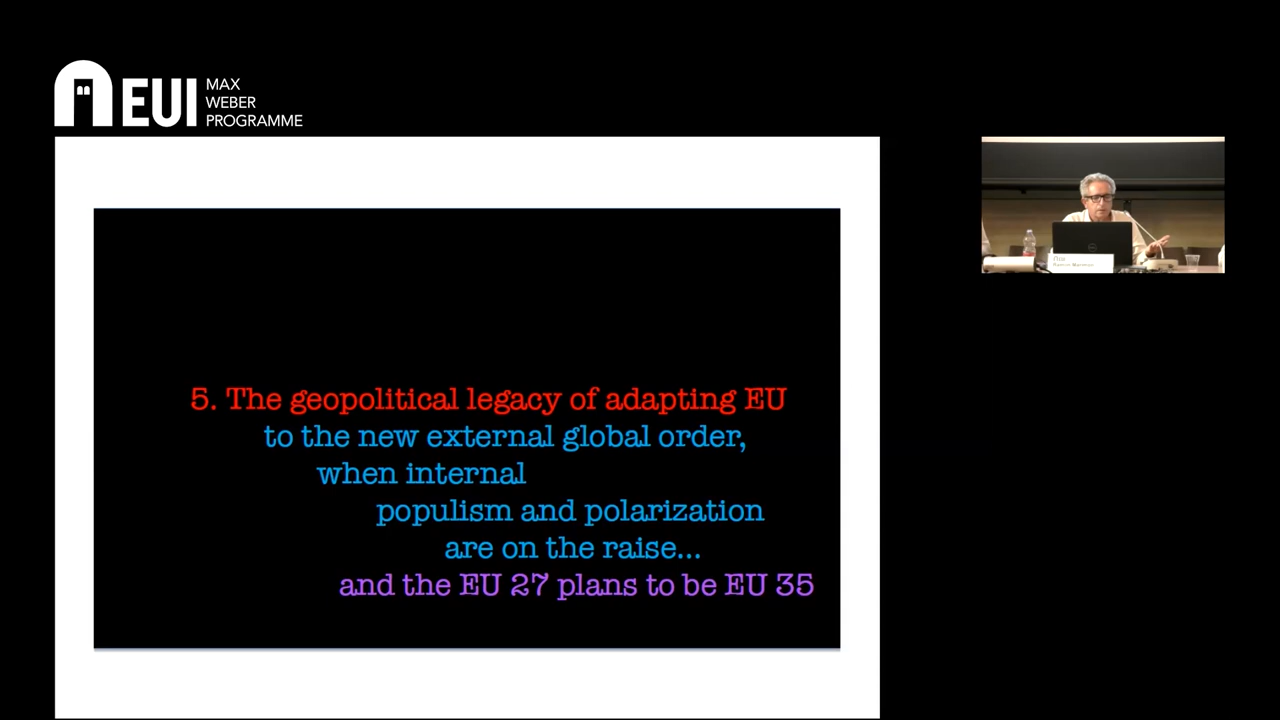 EUI
MAX
WEBER
PROGRAMME
5. The geopolitical legacy of adapting EU
to the new external global order,
when internal
populism and polarization
are on the raise...
and the EU 27 plans to be EU 35